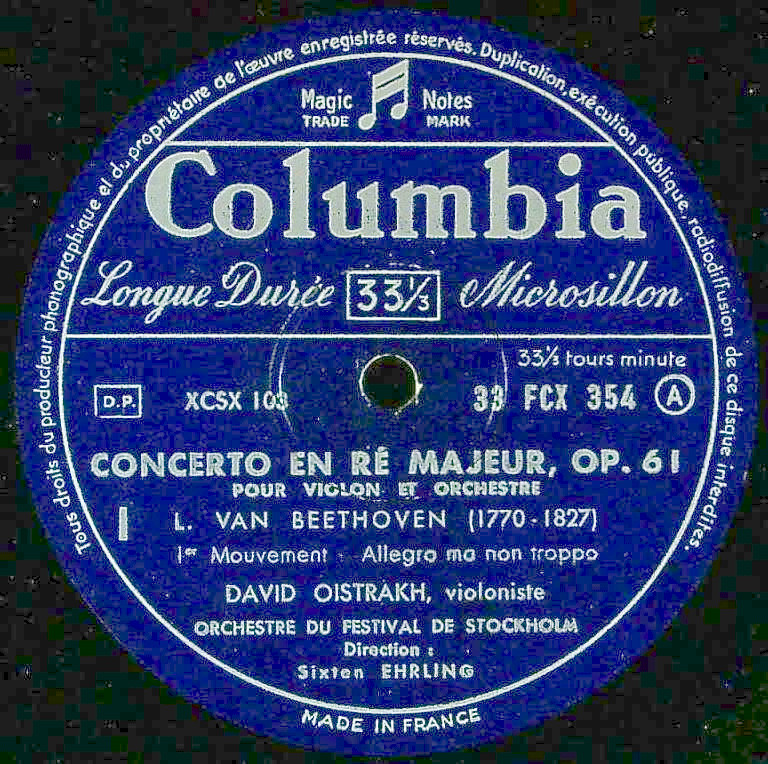 Tous droits du producteur phonographique et du propriétaire de l'œuvre enregistrée réservés. Duplication, exécution publique, radiodiffusion de ce disque interdites.
Magic Notes
TRADE MARK
Columbia
Longue Durée 33⅓ Microsillon
33⅓ tours minute
D.P. XCSX 103 33 FCX 354 A
CONCERTO EN RÉ MAJEUR, OP. 61
POUR VIOLON ET ORCHESTRE
I L. VAN BEETHOVEN (1770-1827)
1er Mouvement - Allegro ma non troppo
DAVID OISTRAKH, violoniste
ORCHESTRE DU FESTIVAL DE STOCKHOLM
Direction :
Sixten EHRLING
MADE IN FRANCE